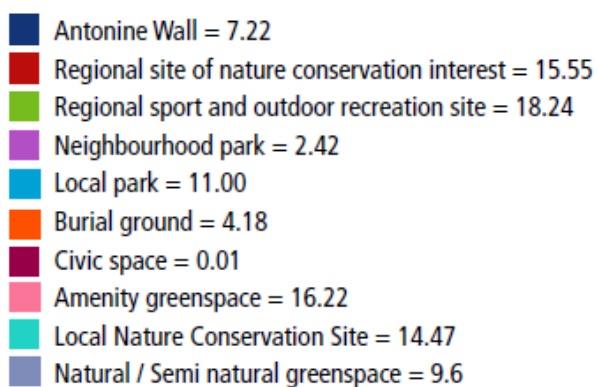 Antonine Wall = 7.22
Regional site of nature conservation interest = 15.55
Regional sport and outdoor recreation site = 18.24
Neighbourhood park = 2.42
Local park = 11.00
Burial ground = 4.18
Civic space = 0.01
Amenity greenspace = 16.22
Local Nature Conservation Site = 14.47
Natural / Semi natural greenspace = 9.6